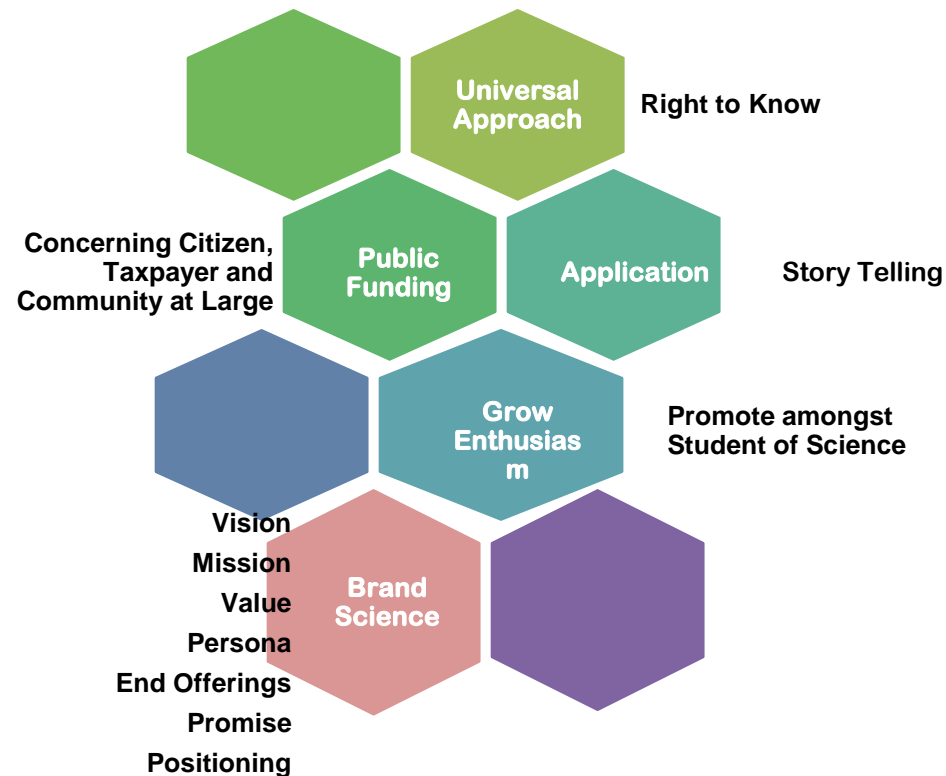 Universal
Approach
Right to Know
Concerning Citizen,
Taxpayer and
Community at Large
Public
Funding
Application
Story Telling
Grow
Enthusias
m
Promote amongst
Student of Science
Vision
Mission
Value
Persona
End Offerings
Promise
Positioning
Brand
Science